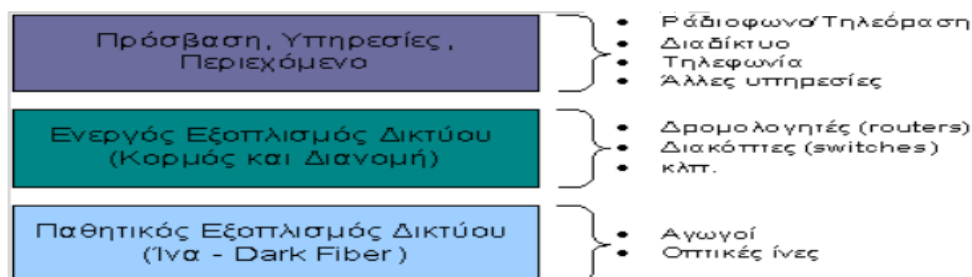 Πρόσβαση, Υπηρεσίες,
Περιεχόμενο
• Ράδιοφωνο/Τηλεόραση
• Διαδίκτυο
• Τηλεφωνία
• Άλλες υπηρεσίες
Ενεργός Εξοπλισμός Δικτύου
(Κορμός και Διανομή)
• Δρομολογητές (routers)
• Διακόπτες (switches)
• κλπ.
Παθητικός Εξοπλισμός Δικτύου
(Ίνα - Dark Fiber)
• Αγωγοί
• Οπτικές ίνες